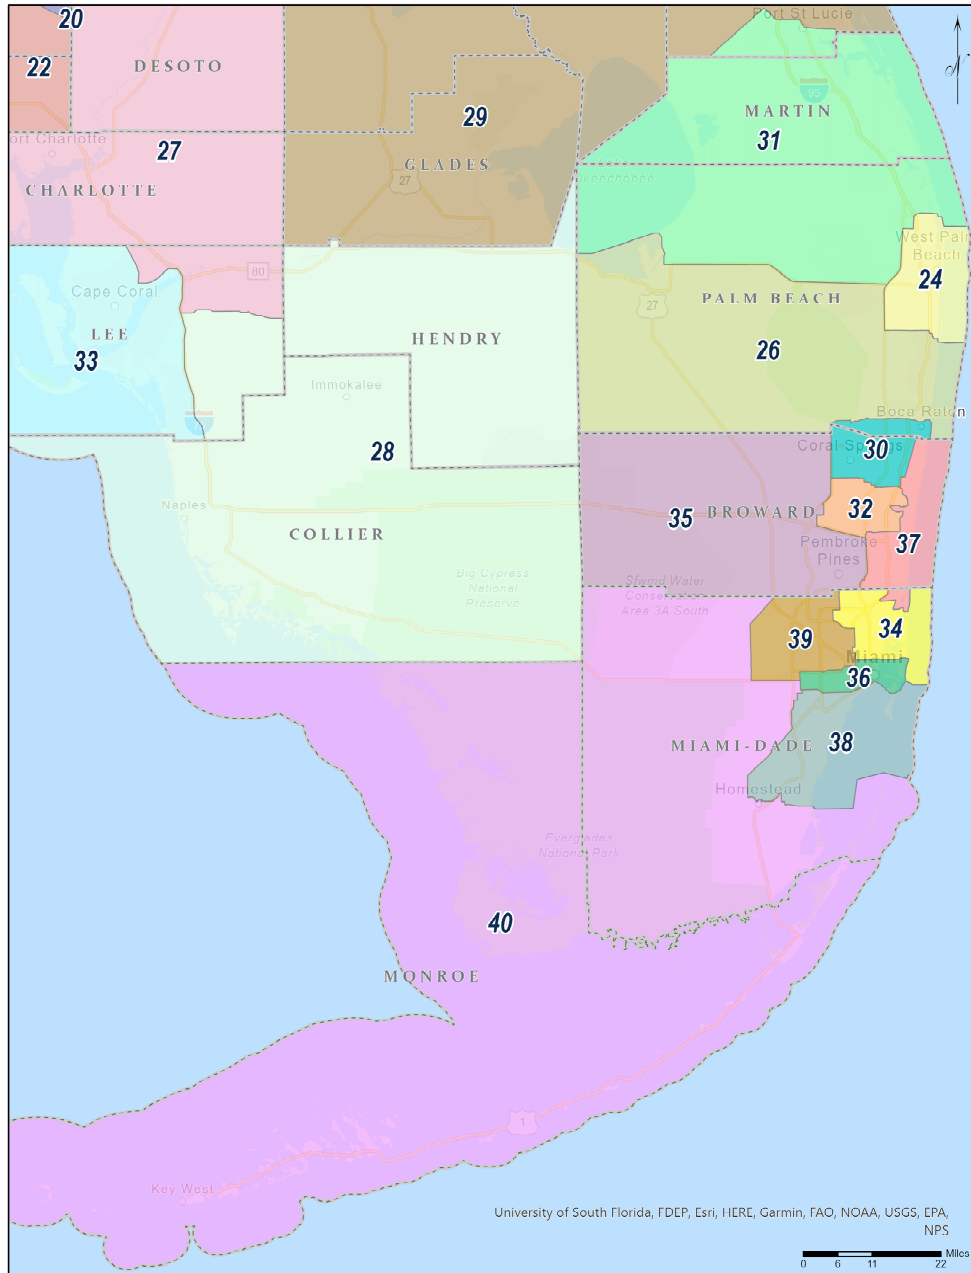 20
Port St Lucie
22
DESOTO
N
95
29
MARTIN
31
ort Charlotte
27
GLADES
27
CHARLOTTE
West Palm
Beach
24
80
Cape Coral
PALM BEACH
27
LEE
33
HENDRY
26
Immokalee
Boca Raton
Coral Springs
30
28
Naples
32
35
BROWARD
COLLIER
37
Pembroke
Pines
Big Cypress
National
Preserve
Sfwmd Water
Conservation
Area 3A South
39
34
Miami
36
MIAMI-DADE
38
Homestead
Everglades
National Park
40
MONROE
1
Key West
University of South Florida, FDEP, Esri, HERE, Garmin, FAO, NOAA, USGS, EPA,
NPS
Miles
0 6 11 22